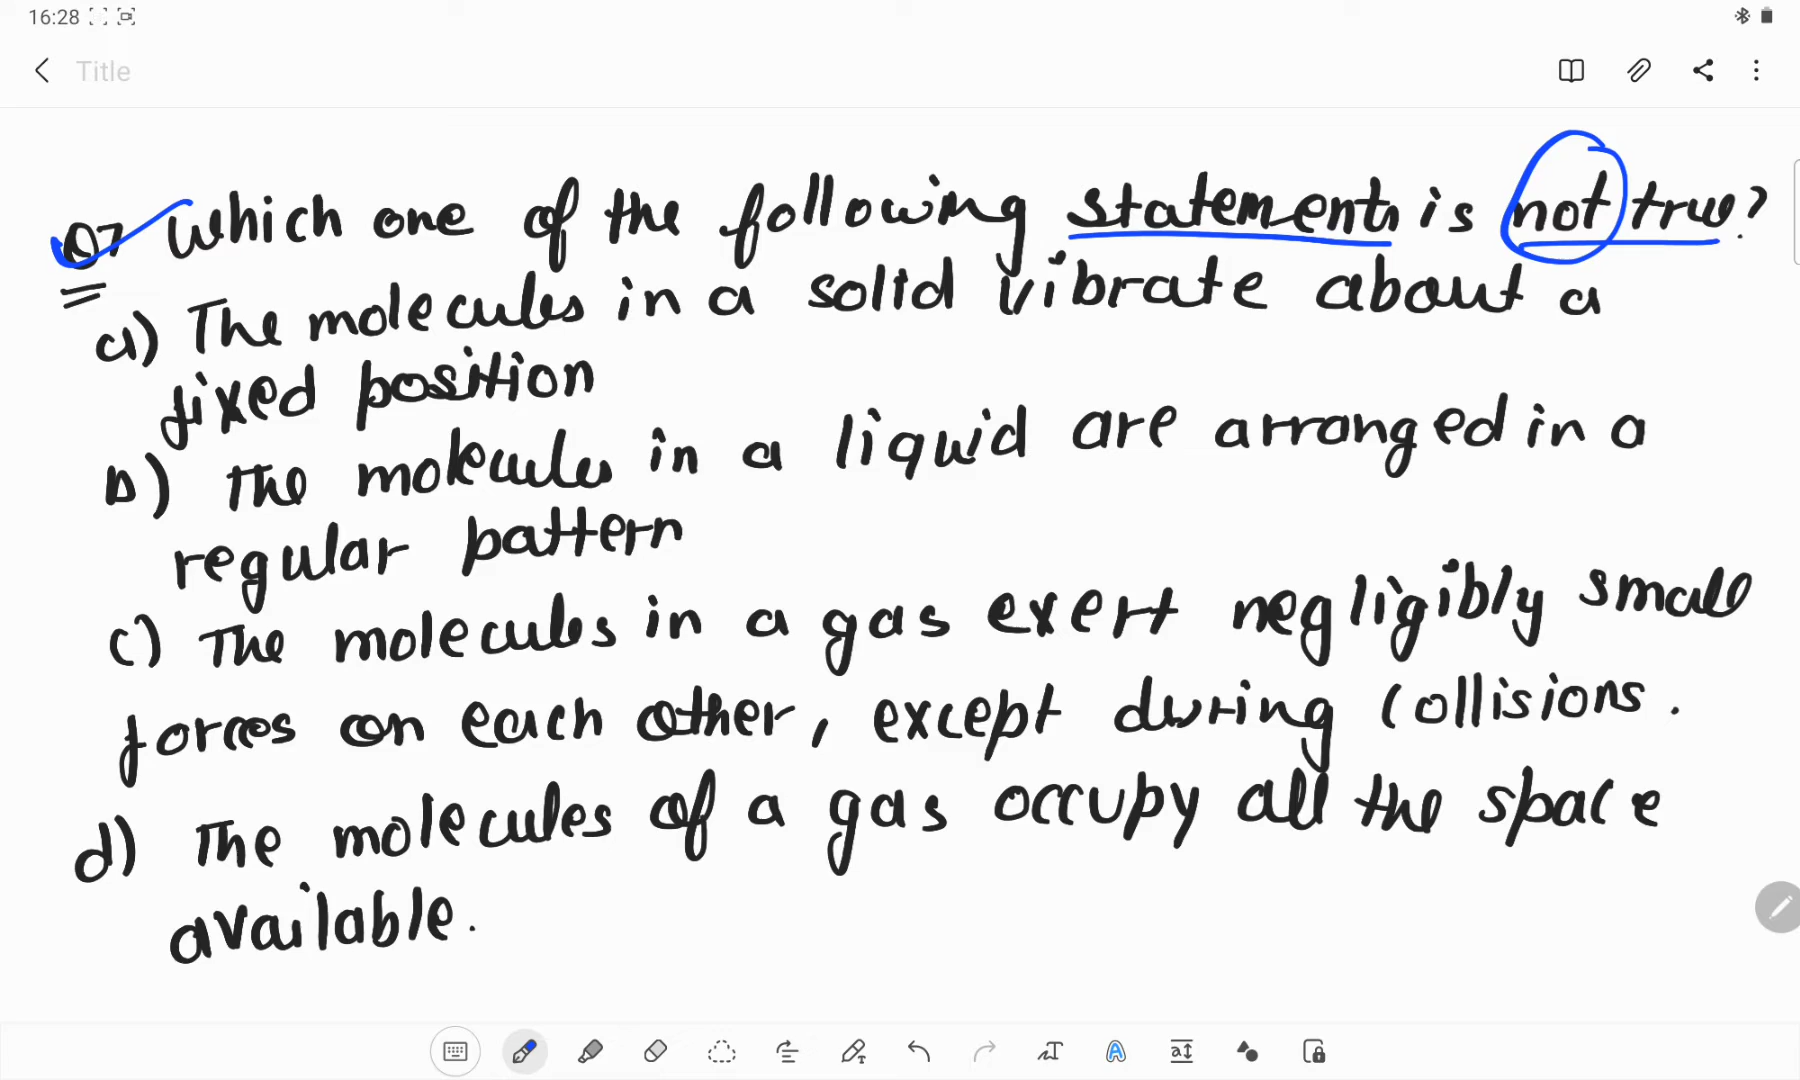 16:28
Title
Q7 Which one of the following statements is not true?
a) The molecules in a solid vibrate about a
fixed position
b) The molecules in a liquid are arranged in a
regular pattern
c) The molecules in a gas exert negligibly small
forces on each other, except during collisions.
d) The molecules of a gas occupy all the space
available.